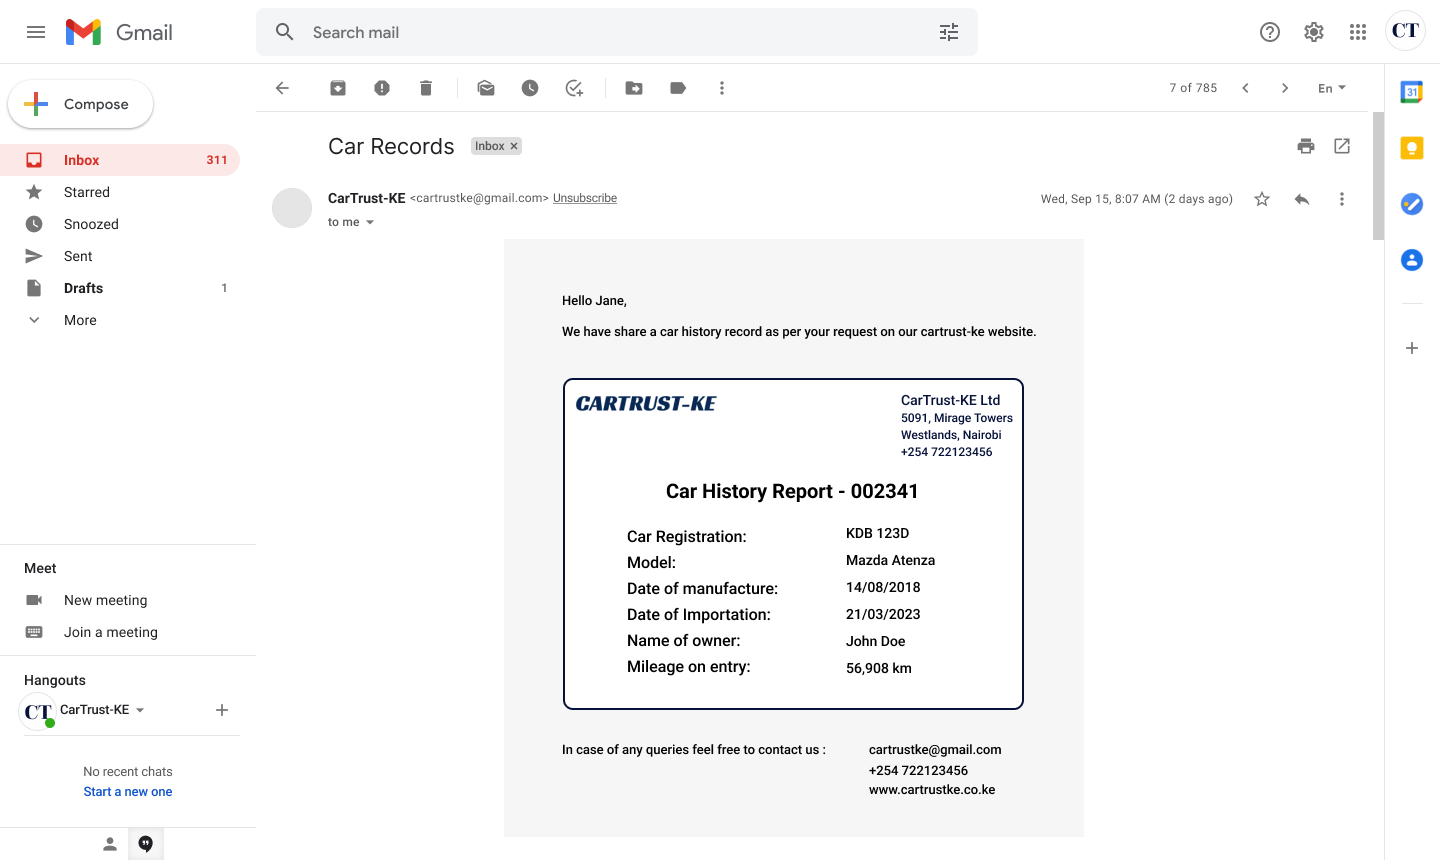 Gmail
Search mail
CT
Compose
7 of 785
En
31
Inbox 311
Starred
Snoozed
Sent
Drafts 1
More
Car Records Inbox ×
CarTrust-KE <cartrustke@gmail.com> Unsubscribe
Wed, Sep 15, 8:07 AM (2 days ago)
to me
Hello Jane,
We have share a car history record as per your request on our cartrust-ke website.
CARTRUST-KE
CarTrust-KE Ltd
5091, Mirage Towers
Westlands, Nairobi
+254 722123456
Car History Report - 002341
Car Registration: KDB 123D
Model: Mazda Atenza
Date of manufacture: 14/08/2018
Date of Importation: 21/03/2023
Name of owner: John Doe
Mileage on entry: 56,908 km
In case of any queries feel free to contact us : cartrustke@gmail.com
+254 722123456
www.cartrustke.co.ke
Meet
New meeting
Join a meeting
Hangouts
CT CarTrust-KE
No recent chats
Start a new one